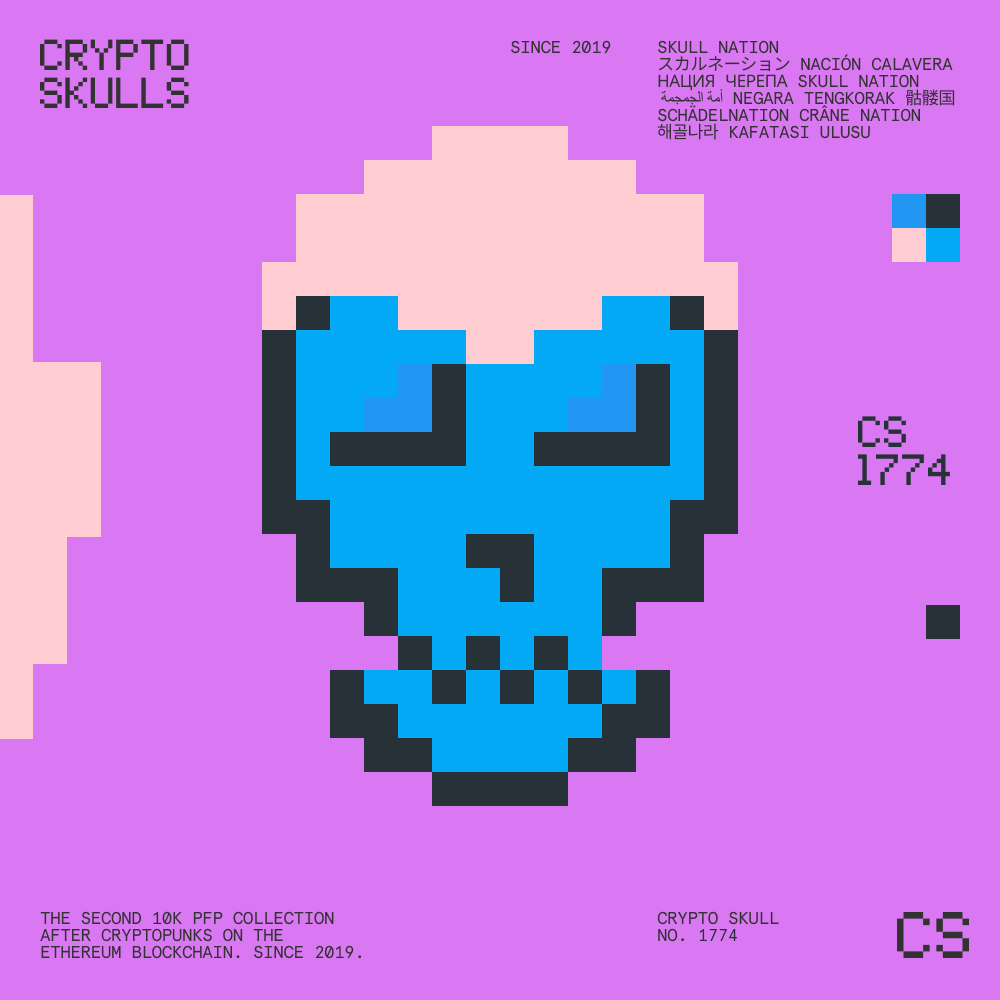 CRYPTO
SKULLS
SINCE 2019
SKULL NATION
スカルネーション NACIÓN CALAVERA
НАЦИЯ ЧЕРЕПА SKULL NATION
أمة الجمجمة NEGARA TENGKORAK 骷髅国
SCHÄDELNATION CRÂNE NATION
해골나라 KAFATASI ULUSU
CS
1774
THE SECOND 10K PFP COLLECTION
AFTER CRYPTOPUNKS ON THE
ETHEREUM BLOCKCHAIN. SINCE 2019.
CRYPTO SKULL
NO. 1774
CS